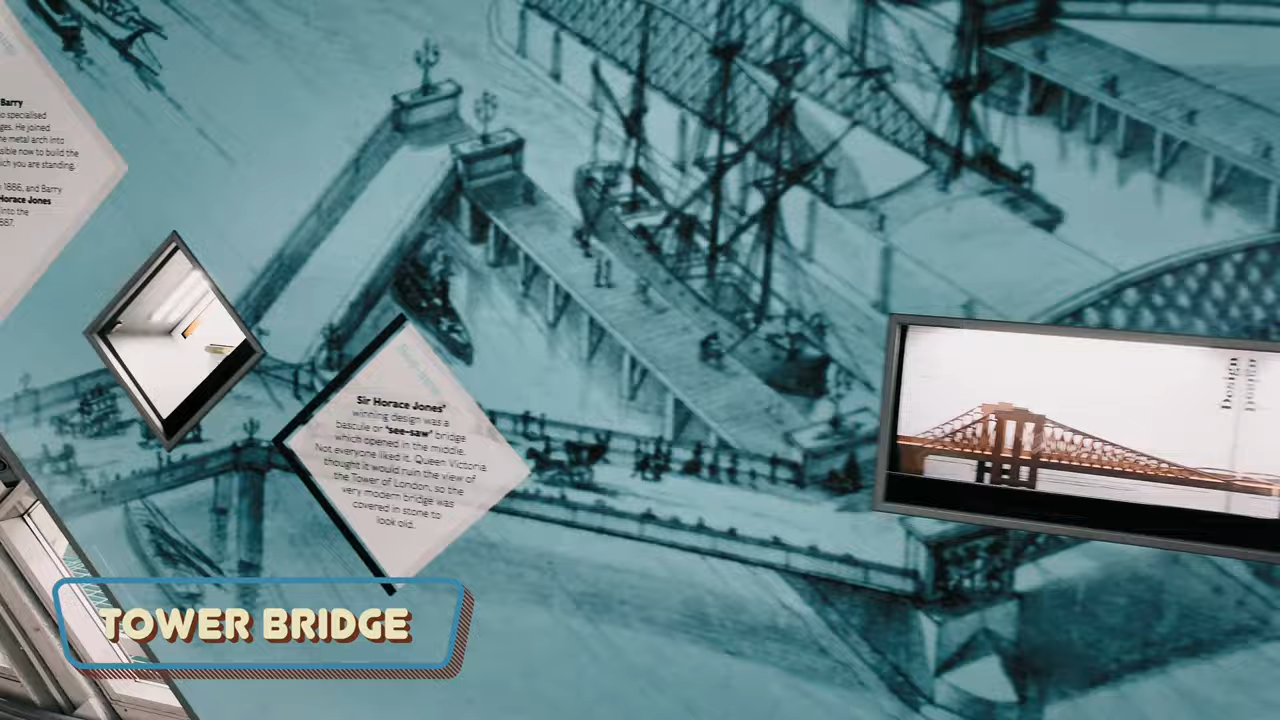 Barry
o specialised
ges. He joined
he metal arch into
sible now to build the
ich you are standing.
n 1886, and Barry
Horace Jones
into the
887.
Sir Horace Jones'
winning design was a
bascule or 'see-saw' bridge
which opened in the middle.
Not everyone liked it. Queen Victoria
thought it would ruin the view of
the Tower of London, so the
very modern bridge was
covered in stone to
look old.
Design
TOWER BRIDGE